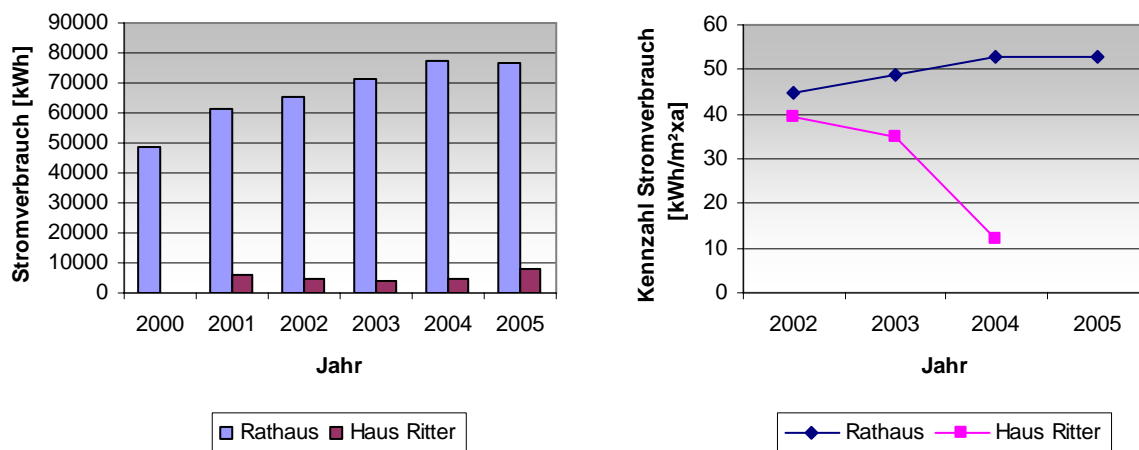 Stromverbrauch [kWh]
90000
80000
70000
60000
50000
40000
30000
20000
10000
0
2000 2001 2002 2003 2004 2005
Jahr
Rathaus Haus Ritter
Kennzahl Stromverbrauch
[kWh/m²xa]
60
50
40
30
20
10
0
2002 2003 2004 2005
Jahr
Rathaus Haus Ritter